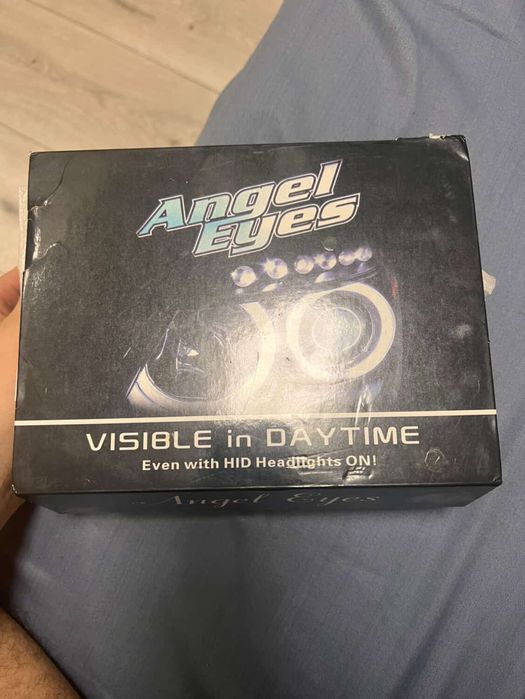 Angel
Eyes
VISIBLE in DAYTIME
Even with HID Headlights ON!
Angel Eyes